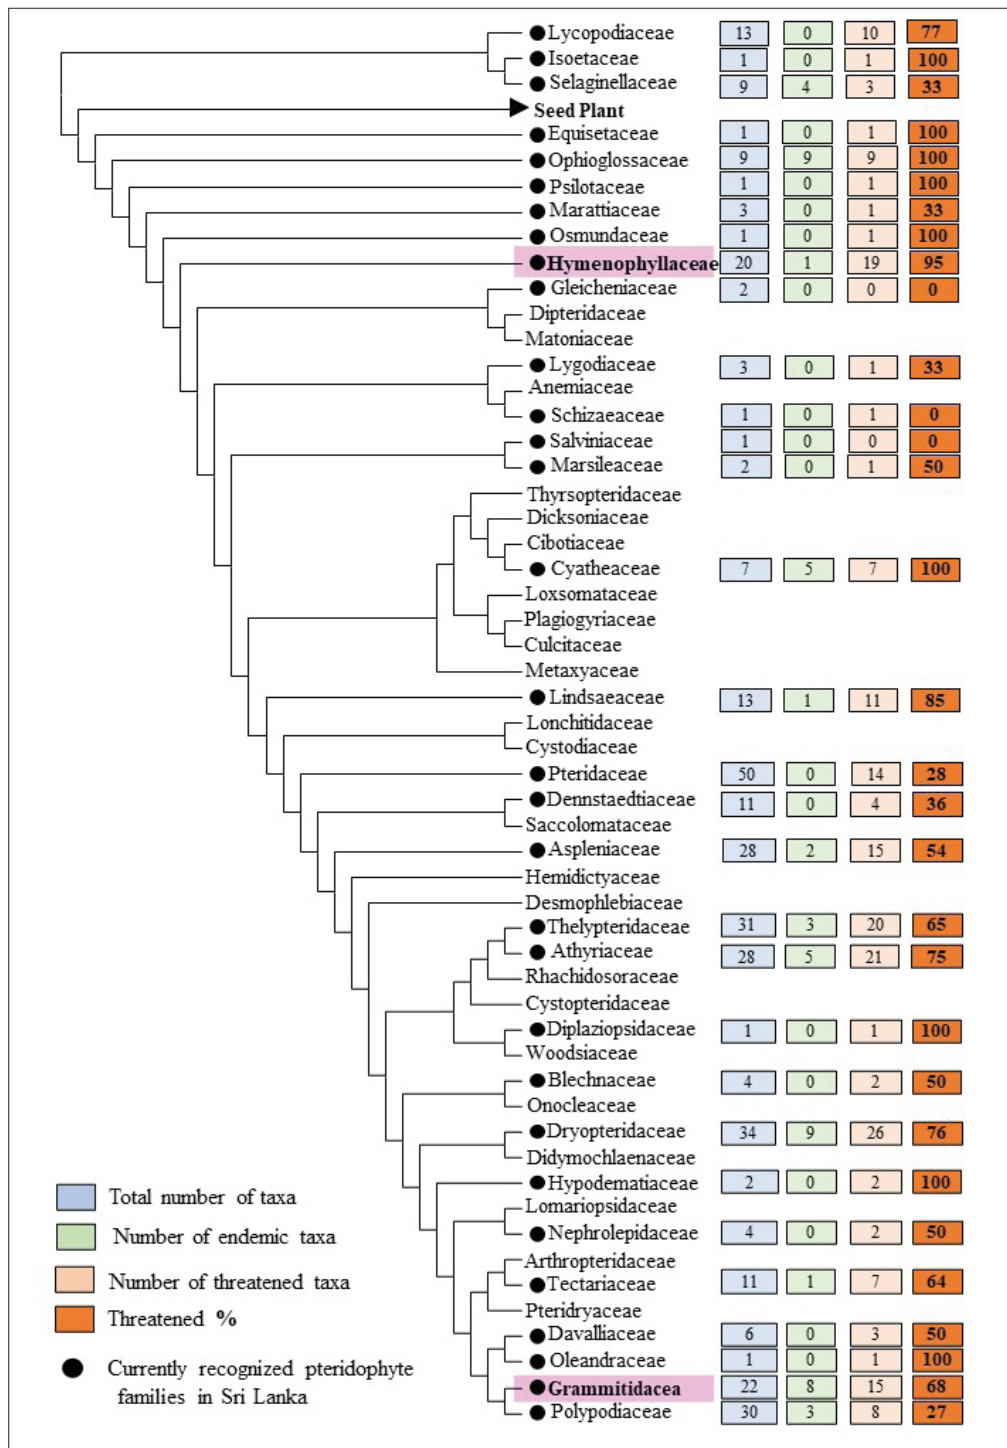 Lycopodiaceae 13 0 10 77
Isoetaceae 1 0 1 100
Selaginellaceae 9 4 3 33
Seed Plant
Equisetaceae 1 0 1 100
Ophioglossaceae 9 9 9 100
Psilotaceae 1 0 1 100
Marattiaceae 3 0 1 33
Osmundaceae 1 0 1 100
Hymenophyllaceae 20 1 19 95
Gleicheniaceae 2 0 0 0
Dipteridaceae
Matoniaceae
Lygodiaceae 3 0 1 33
Anemiaceae
Schizaeaceae 1 0 1 0
Salviniaceae 1 0 0 0
Marsileaceae 2 0 1 50
Thyrsopteridaceae
Dicksoniaceae
Cibotiaceae
Cyatheaceae 7 5 7 100
Loxsomataceae
Plagiogyriaceae
Culcitaceae
Metaxyaceae
Lindsaeaceae 13 1 11 85
Lonchitidaceae
Cystodiaceae
Pteridaceae 50 0 14 28
Dennstaedtiaceae 11 0 4 36
Saccolomataceae
Aspleniaceae 28 2 15 54
Hemidictyaceae
Desmophlebiaceae
Thelypteridaceae 31 3 20 65
Athyriaceae 28 5 21 75
Rhachidosoraceae
Cystopteridaceae
Diplaziopsidaceae 1 0 1 100
Woodsiaceae
Blechnaceae 4 0 2 50
Onocleaceae
Dryopteridaceae 34 9 26 76
Didymochlaenaceae
Hypodematiaceae 2 0 2 100
Lomariopsidaceae
Nephrolepidaceae 4 0 2 50
Arthropteridaceae
Tectariaceae 11 1 7 64
Pteridryaceae
Davalliaceae 6 0 3 50
Oleandraceae 1 0 1 100
Grammitidacea 22 8 15 68
Polypodiaceae 30 3 8 27
Total number of taxa
Number of endemic taxa
Number of threatened taxa
Threatened %
Currently recognized pteridophyte
families in Sri Lanka